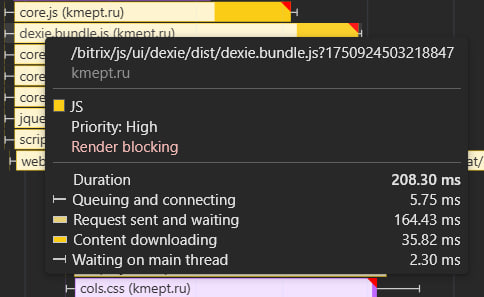 core.js (kmept.ru)
dexie.bundle.js (kmept.ru)
/bitrix/js/ui/dexie/dist/dexie.bundle.js?1750924503218847
kmept.ru
core
JS
core
Priority: High
core
Render blocking
jque
scrip
web
at/
Duration 208.30 ms
Queuing and connecting 5.75 ms
Request sent and waiting 164.43 ms
Content downloading 35.82 ms
Waiting on main thread 2.30 ms
cols.css (kmept.ru)